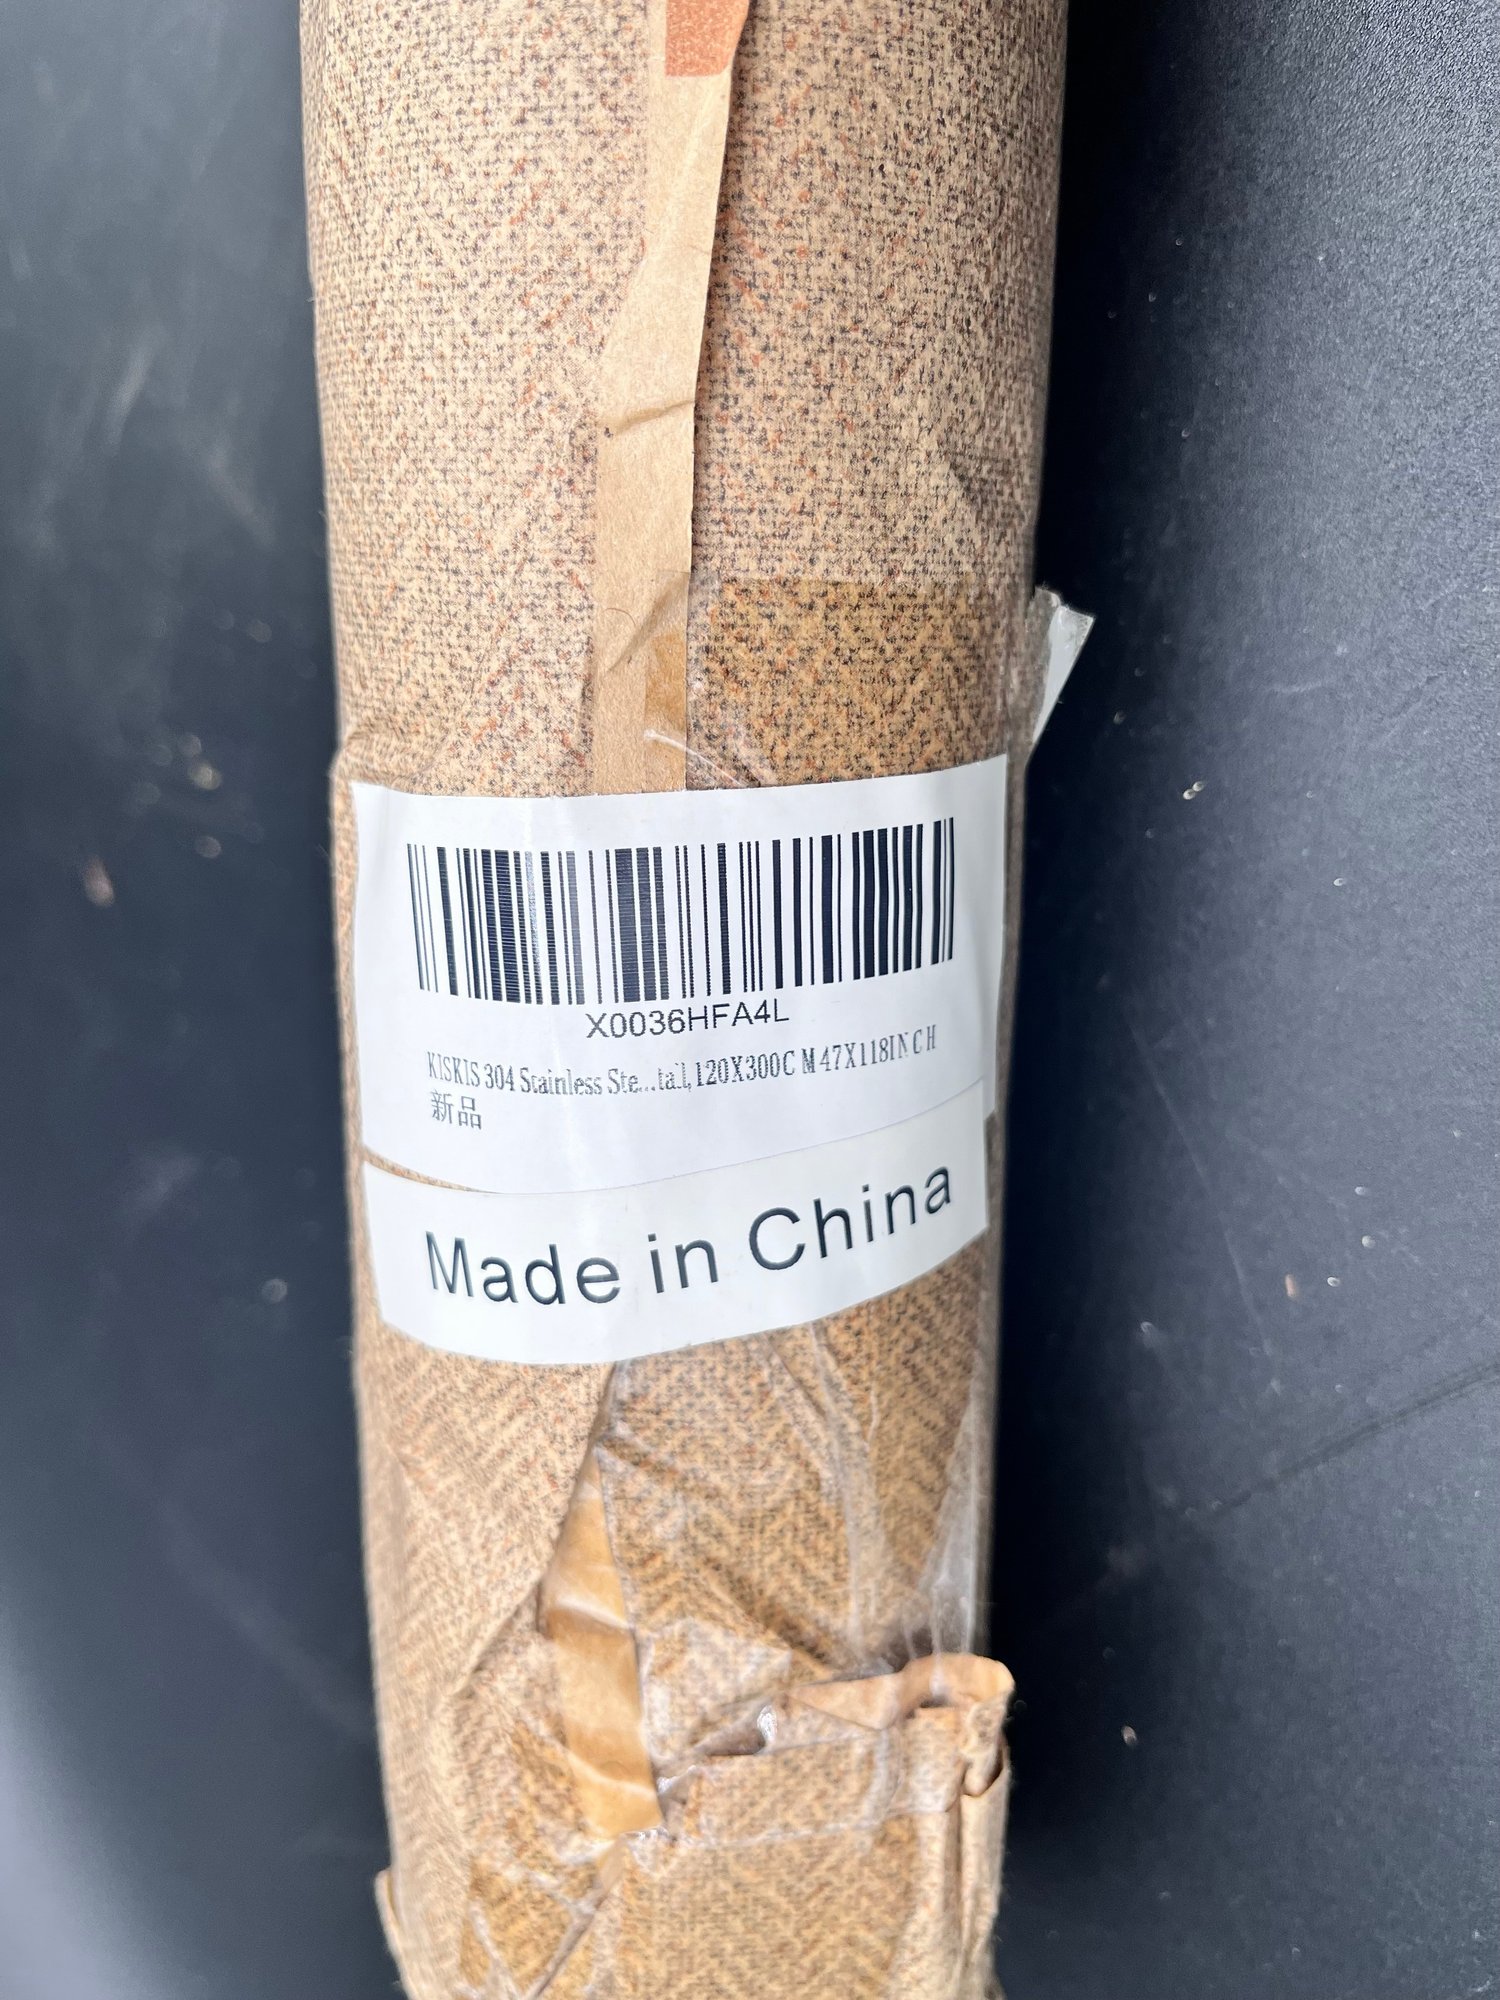 X0036HFA4L
KISKIS 304 Stainless Ste...tail, 120X300CM 47X118INCH
新品
Made in China